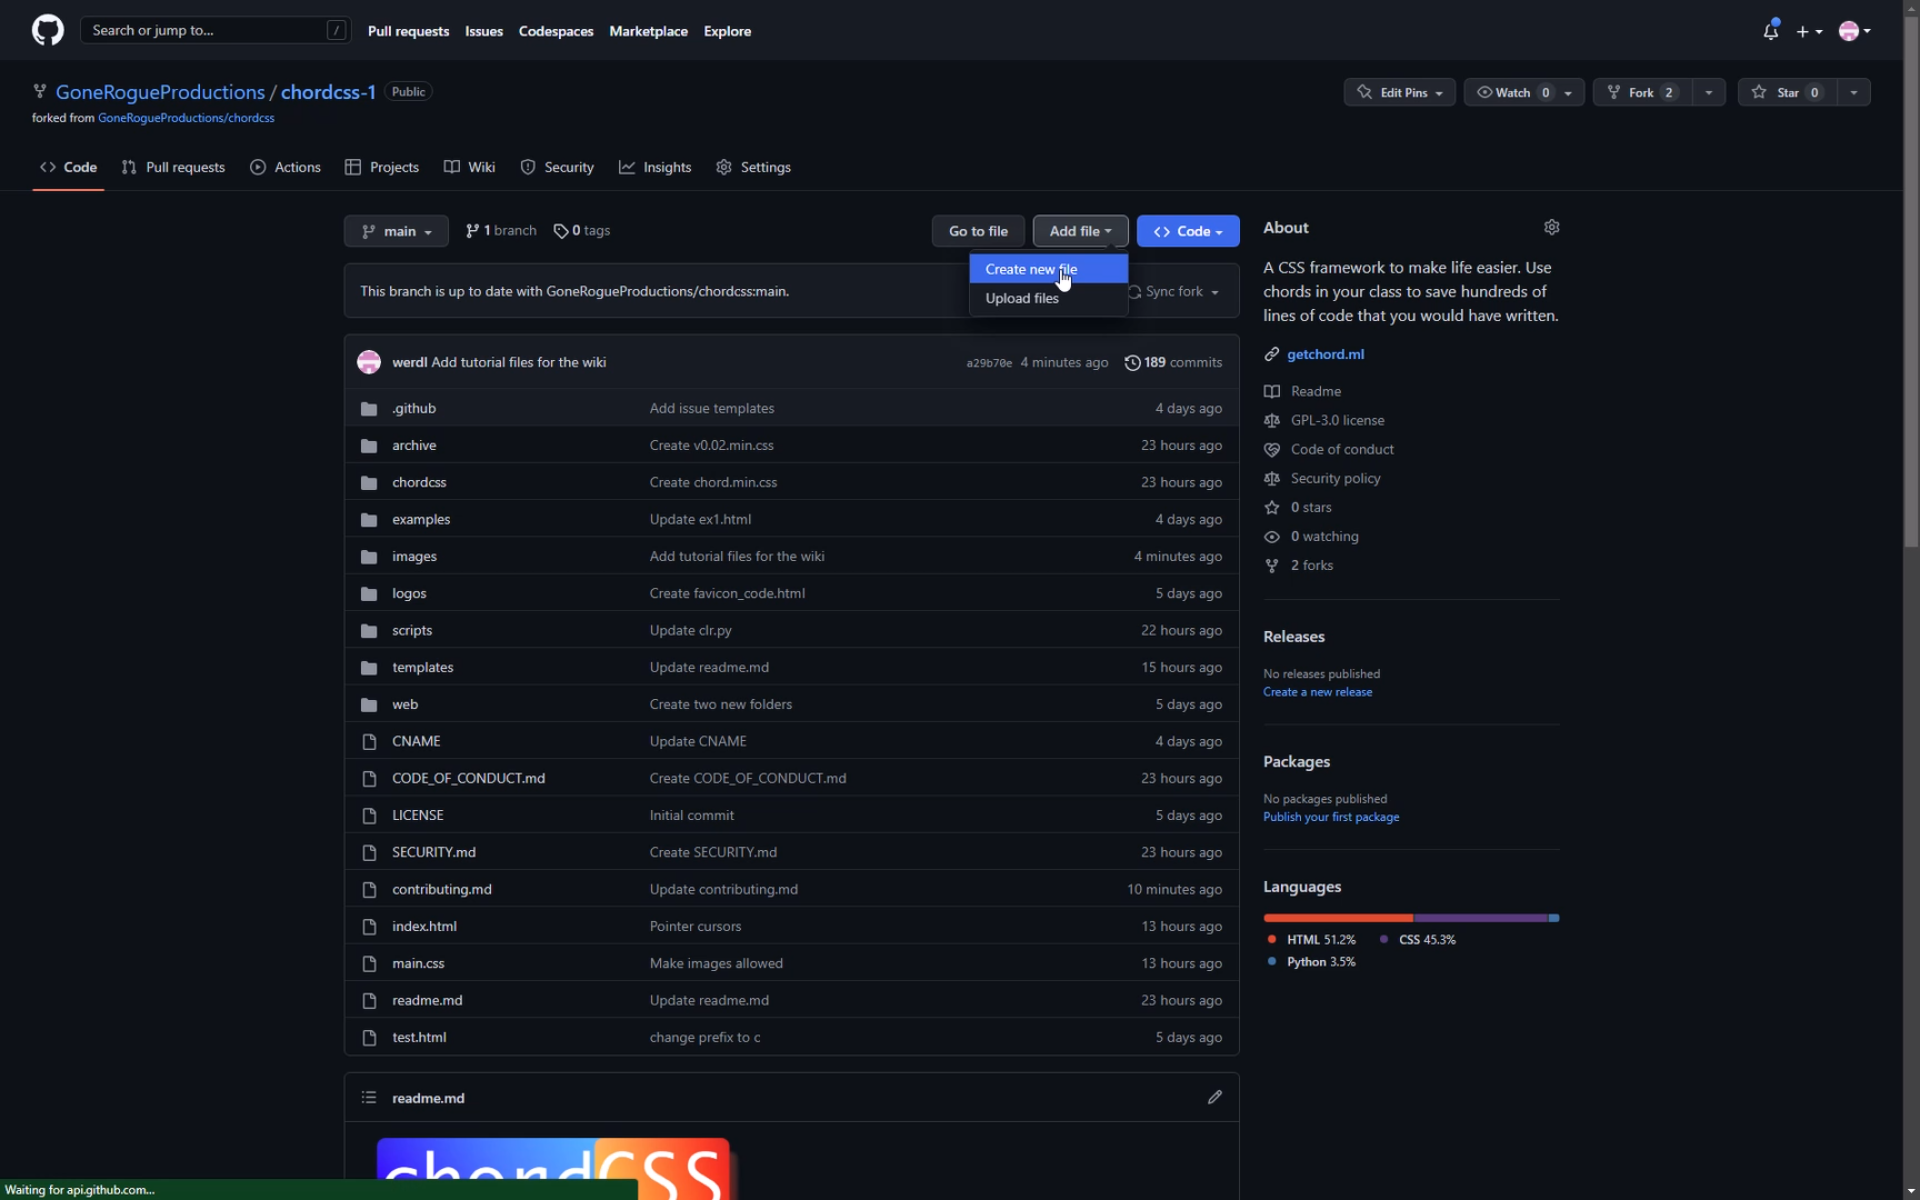 Search or jump to... / Pull requests Issues Codespaces Marketplace Explore
GoneRogueProductions / chordcss-1 Public
Edit Pins Watch 0 Fork 2 Star 0
forked from GoneRogueProductions/chordcss
Code Pull requests Actions Projects Wiki Security Insights Settings
main 1 branch 0 tags Go to file Add file Code
Create new file
Upload files
This branch is up to date with GoneRogueProductions/chordcss:main. Sync fork
werdl Add tutorial files for the wiki a29b70e 4 minutes ago 189 commits
.github Add issue templates 4 days ago
archive Create v0.02.min.css 23 hours ago
chordcss Create chord.min.css 23 hours ago
examples Update ex1.html 4 days ago
images Add tutorial files for the wiki 4 minutes ago
logos Create favicon_code.html 5 days ago
scripts Update clr.py 22 hours ago
templates Update readme.md 15 hours ago
web Create two new folders 5 days ago
CNAME Update CNAME 4 days ago
CODE_OF_CONDUCT.md Create CODE_OF_CONDUCT.md 23 hours ago
LICENSE Initial commit 5 days ago
SECURITY.md Create SECURITY.md 23 hours ago
contributing.md Update contributing.md 10 minutes ago
index.html Pointer cursors 13 hours ago
main.css Make images allowed 13 hours ago
readme.md Update readme.md 23 hours ago
test.html change prefix to c 5 days ago
readme.md
chordCSS
About
A CSS framework to make life easier. Use
chords in your class to save hundreds of
lines of code that you would have written.
getchord.ml
Readme
GPL-3.0 license
Code of conduct
Security policy
0 stars
0 watching
2 forks
Releases
No releases published
Create a new release
Packages
No packages published
Publish your first package
Languages
HTML 51.2% CSS 45.3%
Python 3.5%
Waiting for api.github.com...